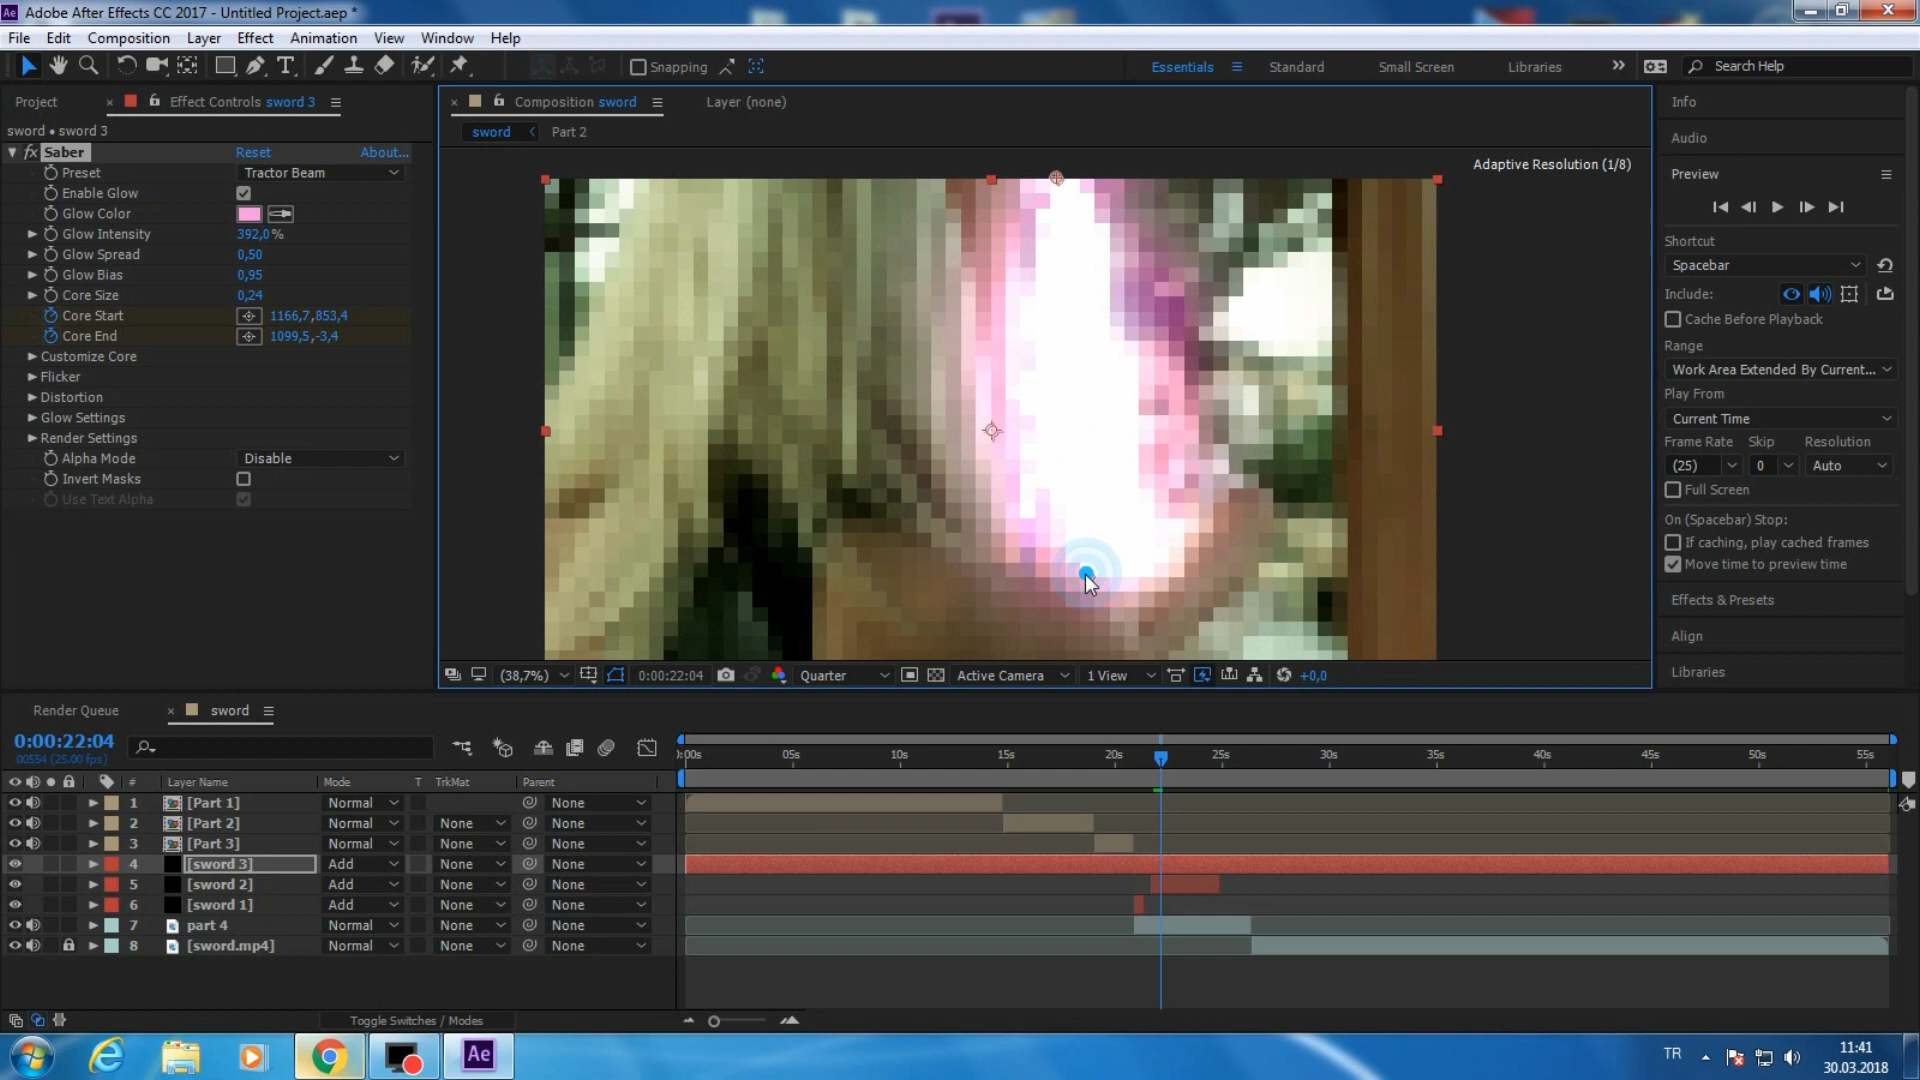 Adobe After Effects CC 2017 - Untitled Project.aep *
File Edit Composition Layer Effect Animation View Window Help
Snapping
Essentials Standard Small Screen Libraries Search Help
Project Effect Controls sword 3
Composition sword Layer (none)
sword • sword 3
sword Part 2
fx Saber Reset About...
Preset Tractor Beam
Enable Glow
Glow Color
Glow Intensity 392,0%
Glow Spread 0,50
Glow Bias 0,95
Core Size 0,24
Core Start 1166,7,853,4
Core End 1099,5,-3,4
Customize Core
Flicker
Distortion
Glow Settings
Render Settings
Alpha Mode Disable
Invert Masks
Use Text Alpha
Adaptive Resolution (1/8)
(38,7%) 0:00:22:04 Quarter Active Camera 1 View +0,0
Info
Audio
Preview
Shortcut
Spacebar
Include:
Cache Before Playback
Range
Work Area Extended By Current...
Play From
Current Time
Frame Rate Skip Resolution
(25) 0 Auto
Full Screen
On (Spacebar) Stop:
If caching, play cached frames
Move time to preview time
Effects & Presets
Align
Libraries
Render Queue sword
0:00:22:04
00554 (25.00 fps)
:00s 05s 10s 15s 20s 25s 30s 35s 40s 45s 50s 55s
# Layer Name Mode T TrkMat Parent
1 [Part 1] Normal None
2 [Part 2] Normal None None
3 [Part 3] Normal None None
4 [sword 3] Add None None
5 [sword 2] Add None None
6 [sword 1] Add None None
7 part 4 Normal None None
8 [sword.mp4] Normal None None
Toggle Switches / Modes
Ae
TR
11:41
30.03.2018